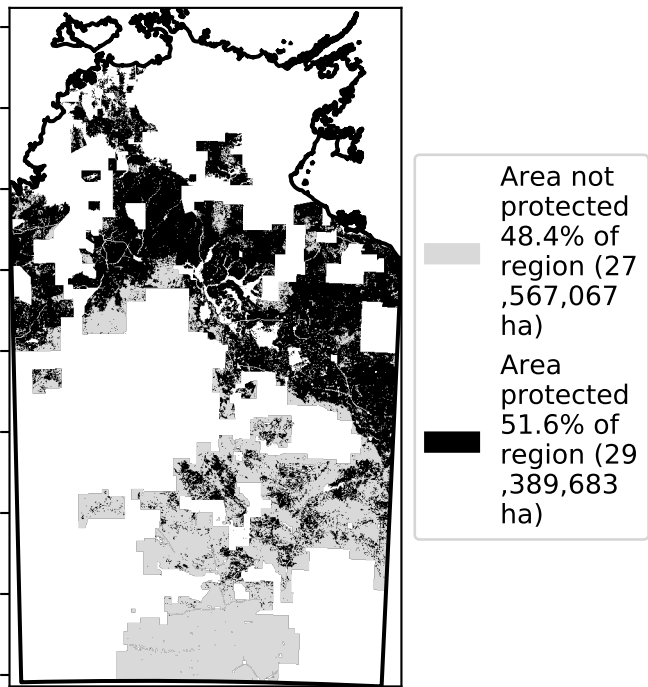 Area not
protected
48.4% of
region (27
,567,067
ha)
Area
protected
51.6% of
region (29
,389,683
ha)